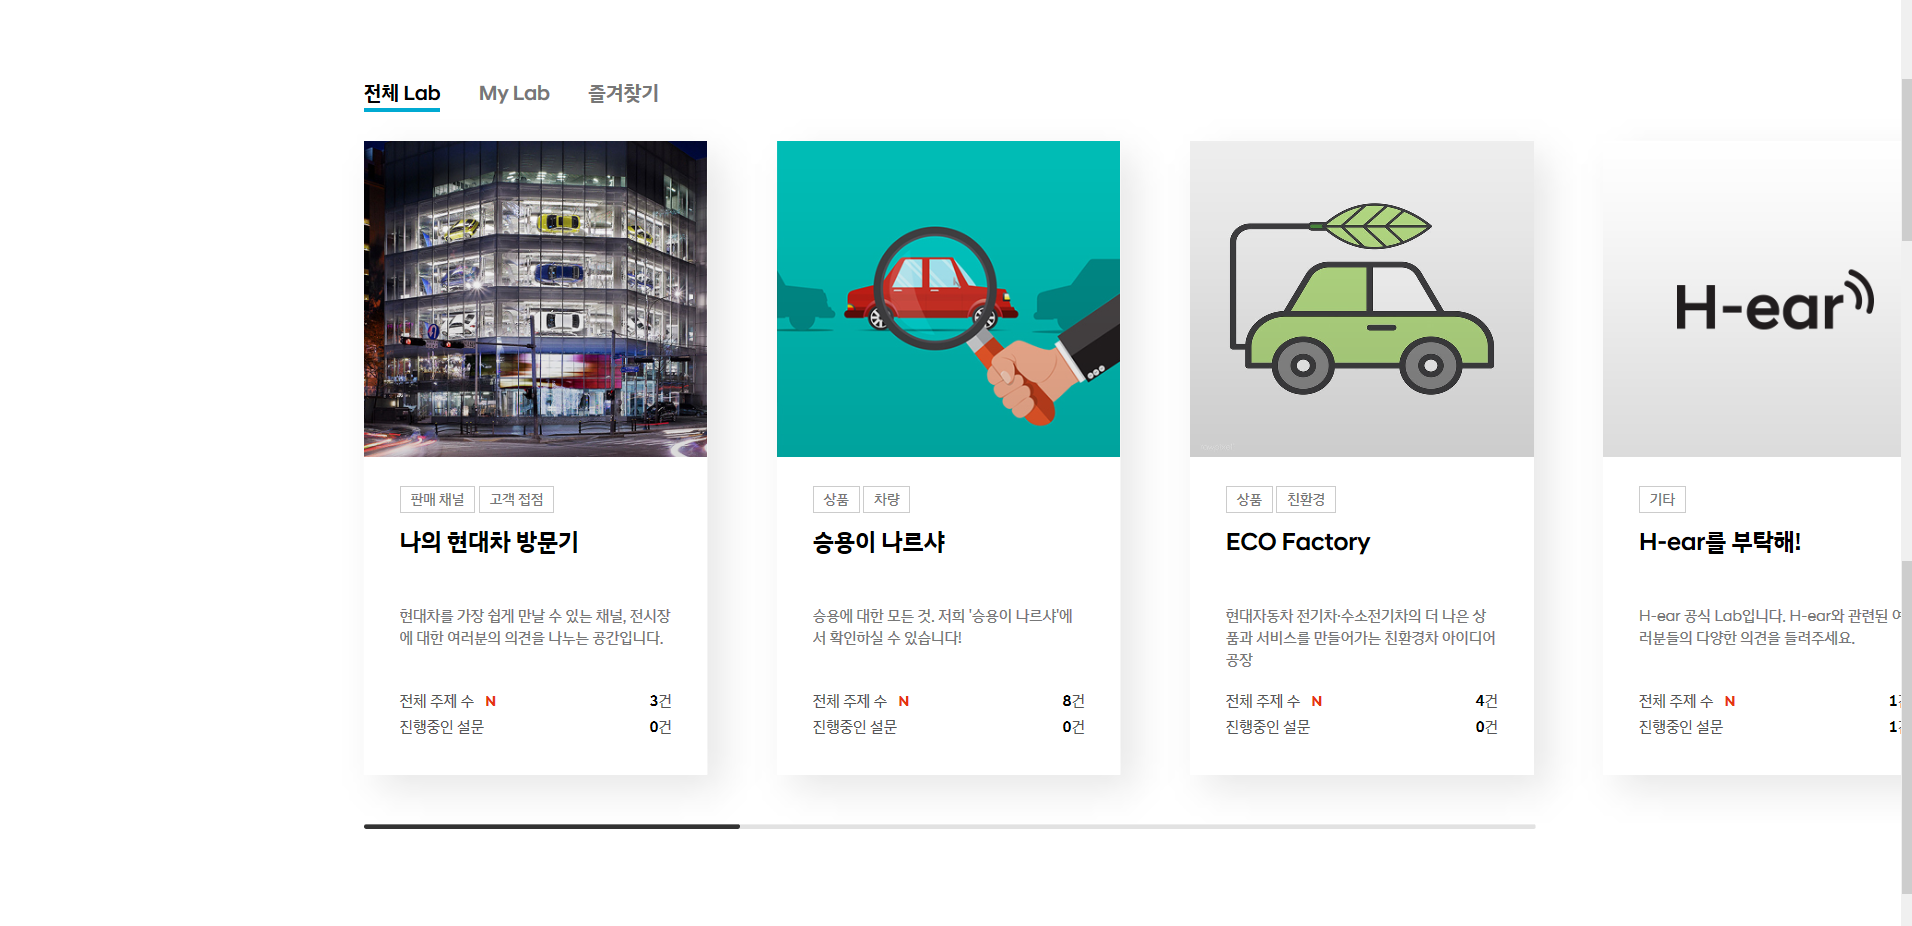 전체 Lab My Lab 즐겨찾기
H-ear
판매 채널 고객 접점
나의 현대차 방문기
현대차를 가장 쉽게 만날 수 있는 채널, 전시장
에 대한 여러분의 의견을 나누는 공간입니다.
전체 주제 수 N 3건
진행중인 설문 0건
상품 차량
승용이 나르샤
승용에 대한 모든 것. 저희 '승용이 나르샤'에
서 확인하실 수 있습니다!
전체 주제 수 N 8건
진행중인 설문 0건
상품 친환경
ECO Factory
현대자동차 전기차·수소전기차의 더 나은 상
품과 서비스를 만들어가는 친환경차 아이디어
공장
전체 주제 수 N 4건
진행중인 설문 0건
기타
H-ear를 부탁해!
H-ear 공식 Lab입니다. H-ear와 관련된 여
러분들의 다양한 의견을 들려주세요.
전체 주제 수 N 1
진행중인 설문 1